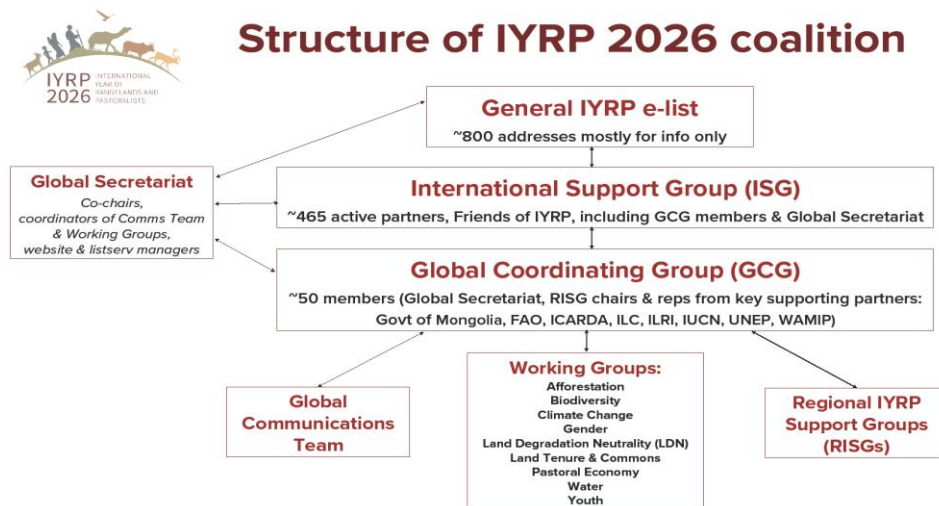 Structure of IYRP 2026 coalition
IYRP
2026
INTERNATIONAL
YEAR OF
RANGELANDS AND
PASTORALISTS
General IYRP e-list
~800 addresses mostly for info only
Global Secretariat
Co-chairs,
coordinators of Comms Team
& Working Groups,
website & listserv managers
International Support Group (ISG)
~465 active partners, Friends of IYRP, including GCG members & Global Secretariat
Global Coordinating Group (GCG)
~50 members (Global Secretariat, RISG chairs & reps from key supporting partners:
Govt of Mongolia, FAO, ICARDA, ILC, ILRI, IUCN, UNEP, WAMIP)
Global
Communications
Team
Working Groups:
Afforestation
Biodiversity
Climate Change
Gender
Land Degradation Neutrality (LDN)
Land Tenure & Commons
Pastoral Economy
Water
Youth
Regional IYRP
Support Groups
(RISGs)